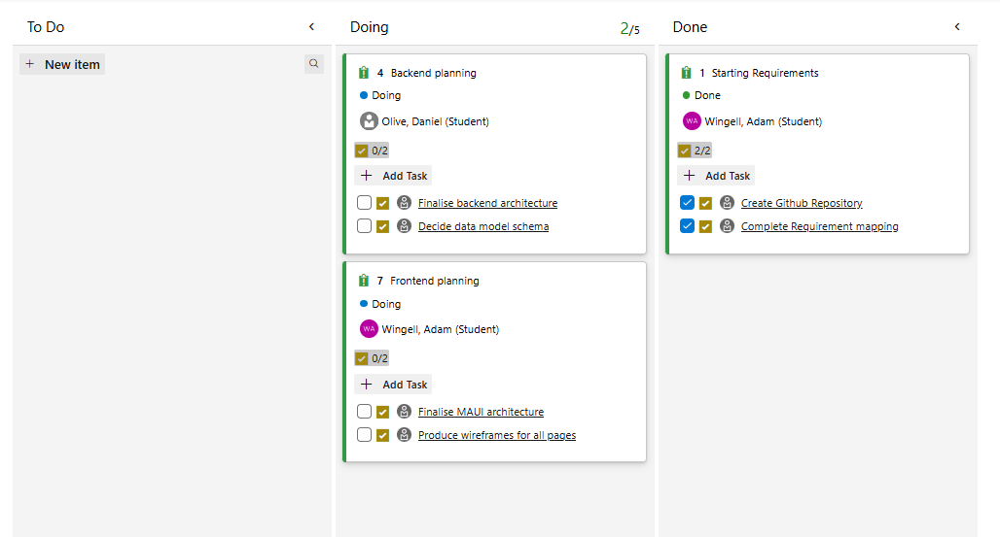 To Do
New item
Doing
2/5
4 Backend planning
Doing
Olive, Daniel (Student)
0/2
Add Task
Finalise backend architecture
Decide data model schema
7 Frontend planning
Doing
WA Wingell, Adam (Student)
0/2
Add Task
Finalise MAUI architecture
Produce wireframes for all pages
Done
1 Starting Requirements
Done
WA Wingell, Adam (Student)
2/2
Add Task
Create Github Repository
Complete Requirement mapping